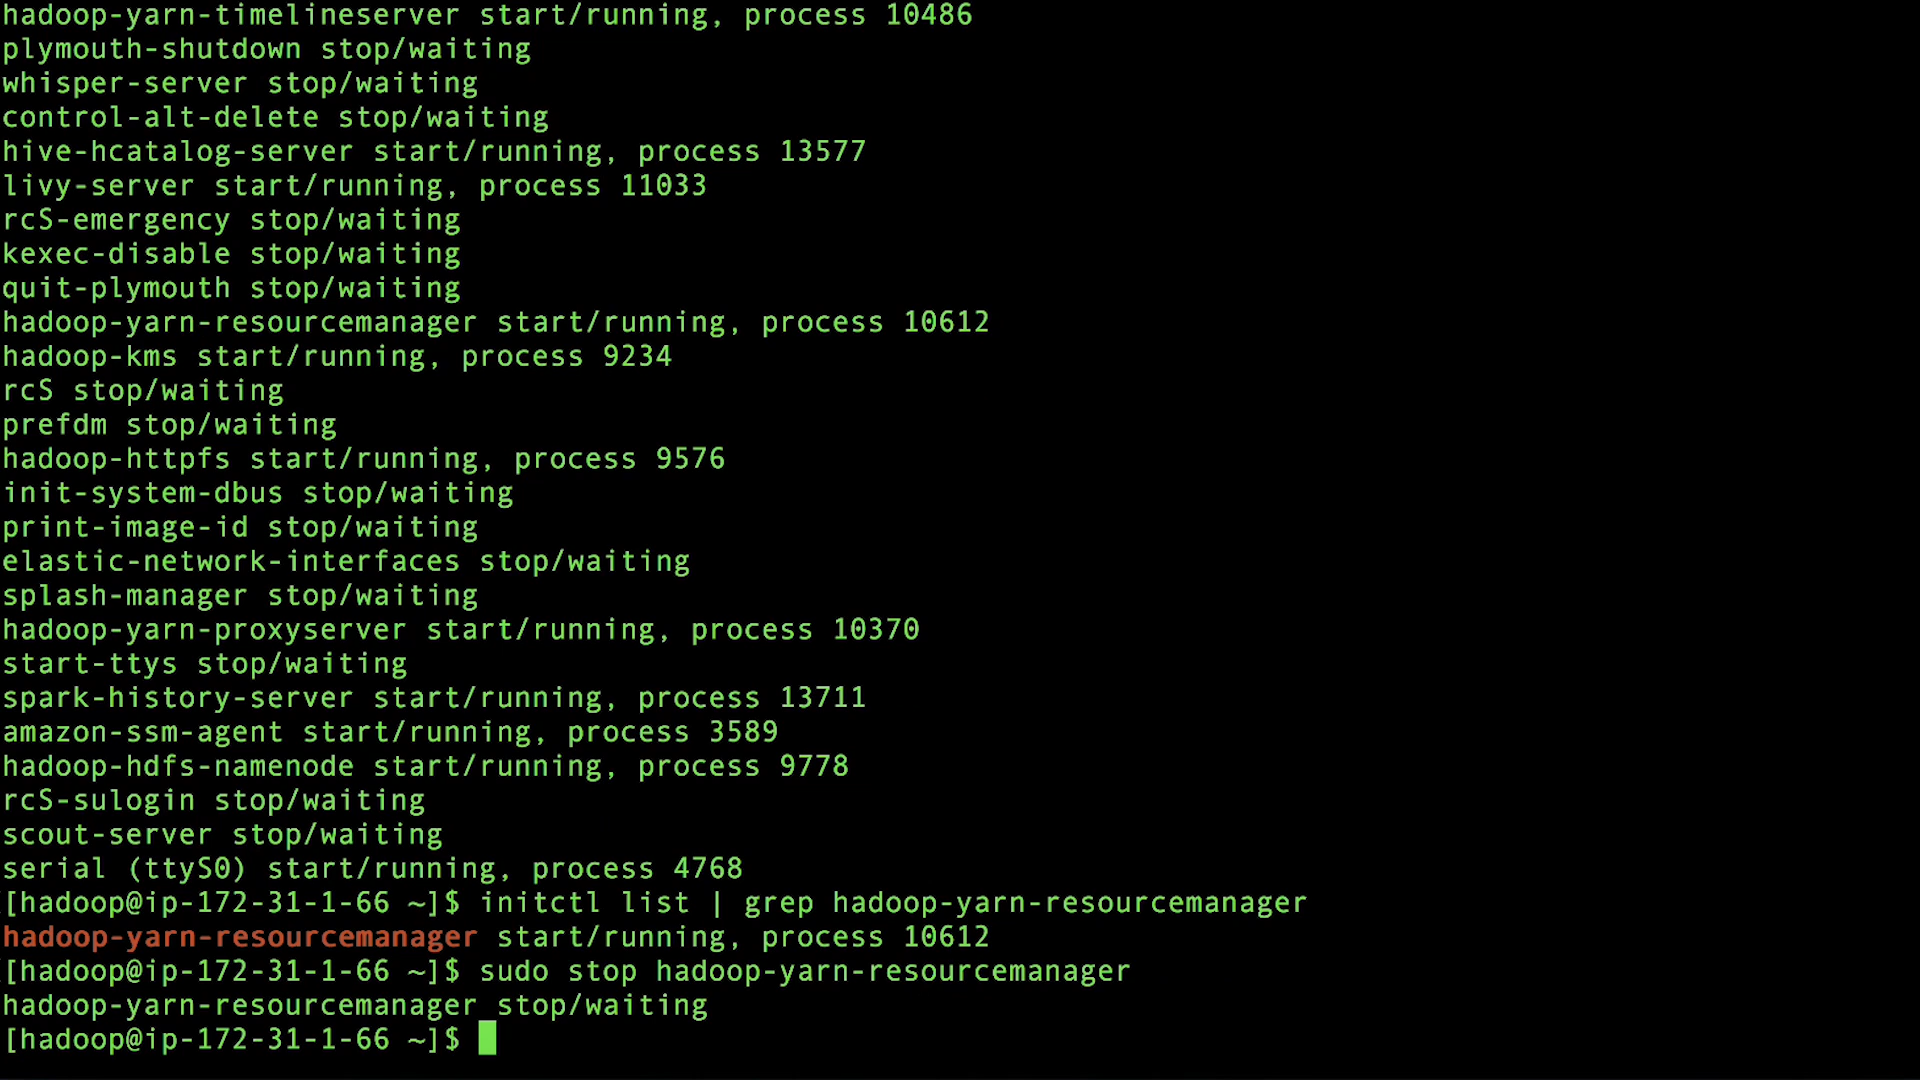 hadoop-yarn-timelineserver start/running, process 10486
plymouth-shutdown stop/waiting
whisper-server stop/waiting
control-alt-delete stop/waiting
hive-hcatalog-server start/running, process 13577
livy-server start/running, process 11033
rcS-emergency stop/waiting
kexec-disable stop/waiting
quit-plymouth stop/waiting
hadoop-yarn-resourcemanager start/running, process 10612
hadoop-kms start/running, process 9234
rcS stop/waiting
prefdm stop/waiting
hadoop-httpfs start/running, process 9576
init-system-dbus stop/waiting
print-image-id stop/waiting
elastic-network-interfaces stop/waiting
splash-manager stop/waiting
hadoop-yarn-proxyserver start/running, process 10370
start-ttys stop/waiting
spark-history-server start/running, process 13711
amazon-ssm-agent start/running, process 3589
hadoop-hdfs-namenode start/running, process 9778
rcS-sulogin stop/waiting
scout-server stop/waiting
serial (ttyS0) start/running, process 4768
[hadoop@ip-172-31-1-66 ~]$ initctl list | grep hadoop-yarn-resourcemanager
hadoop-yarn-resourcemanager start/running, process 10612
[hadoop@ip-172-31-1-66 ~]$ sudo stop hadoop-yarn-resourcemanager
hadoop-yarn-resourcemanager stop/waiting
[hadoop@ip-172-31-1-66 ~]$